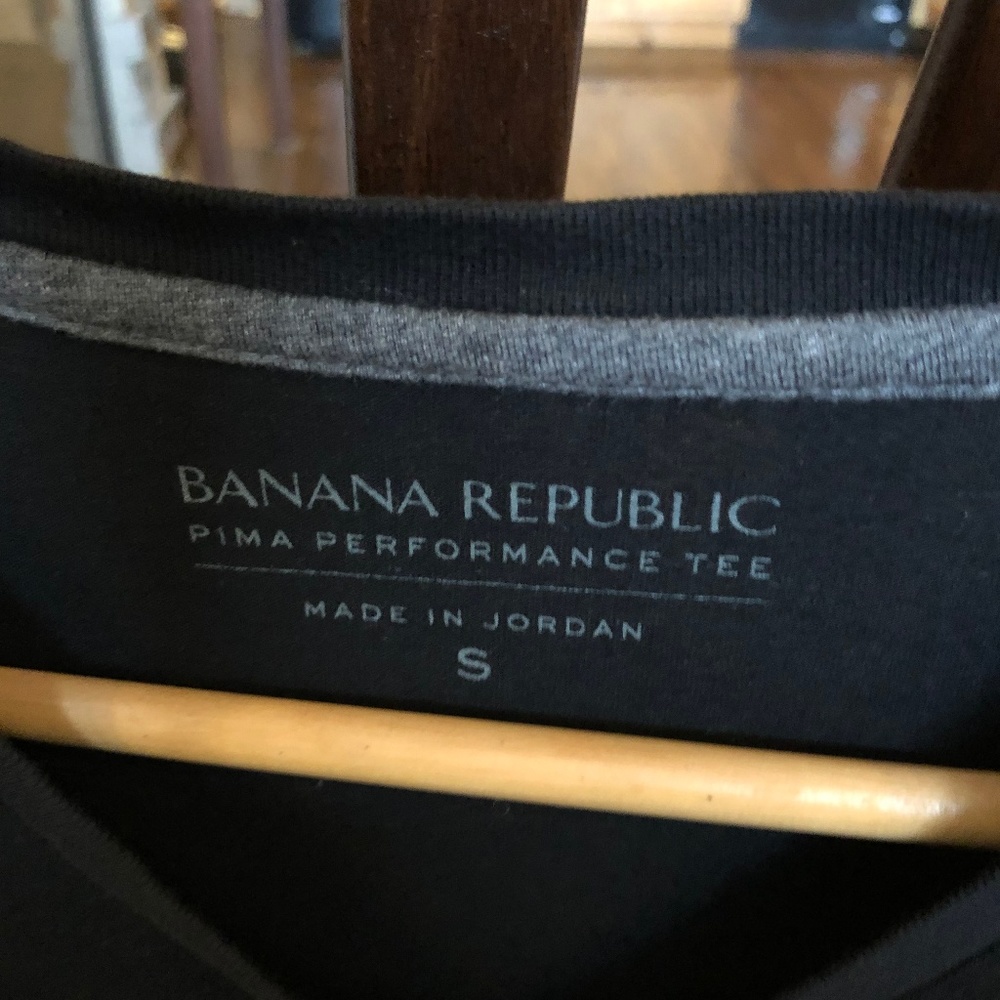 BANANA REPUBLIC
PIMA PERFORMANCE TEE
MADE IN JORDAN
S